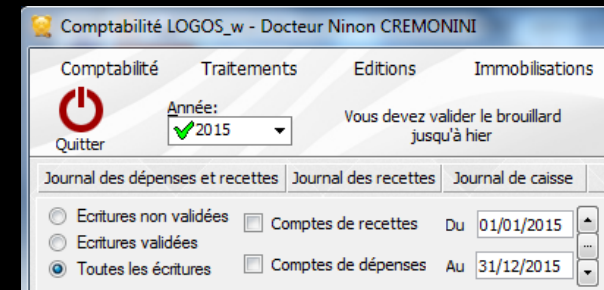 Comptabilité LOGOS_w - Docteur Ninon CREMONINI
Comptabilité Traitements Editions Immobilisations
Quitter
Année:
2015
Vous devez valider le brouillard
jusqu'à hier
Journal des dépenses et recettes Journal des recettes Journal de caisse
Ecritures non validées Comptes de recettes Du 01/01/2015
Ecritures validées
Toutes les écritures Comptes de dépenses Au 31/12/2015
...